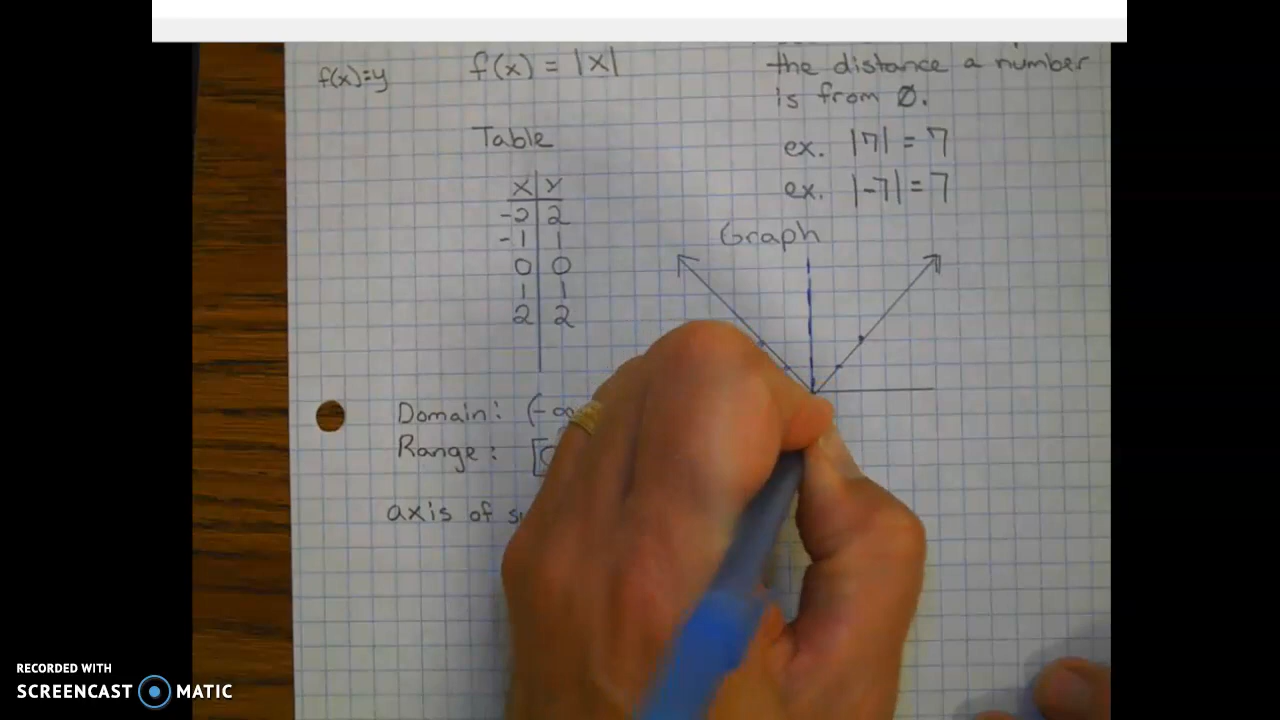 f(x)=y
f(x) = |x|
the distance a number
is from 0.
Table
ex. |7| = 7
ex. |-7| = 7
x y
-2 2
-1 1
0 0
1 1
2 2
Graph
Domain: (-∞
Range: [0
axis of
RECORDED WITH
SCREENCAST MATIC